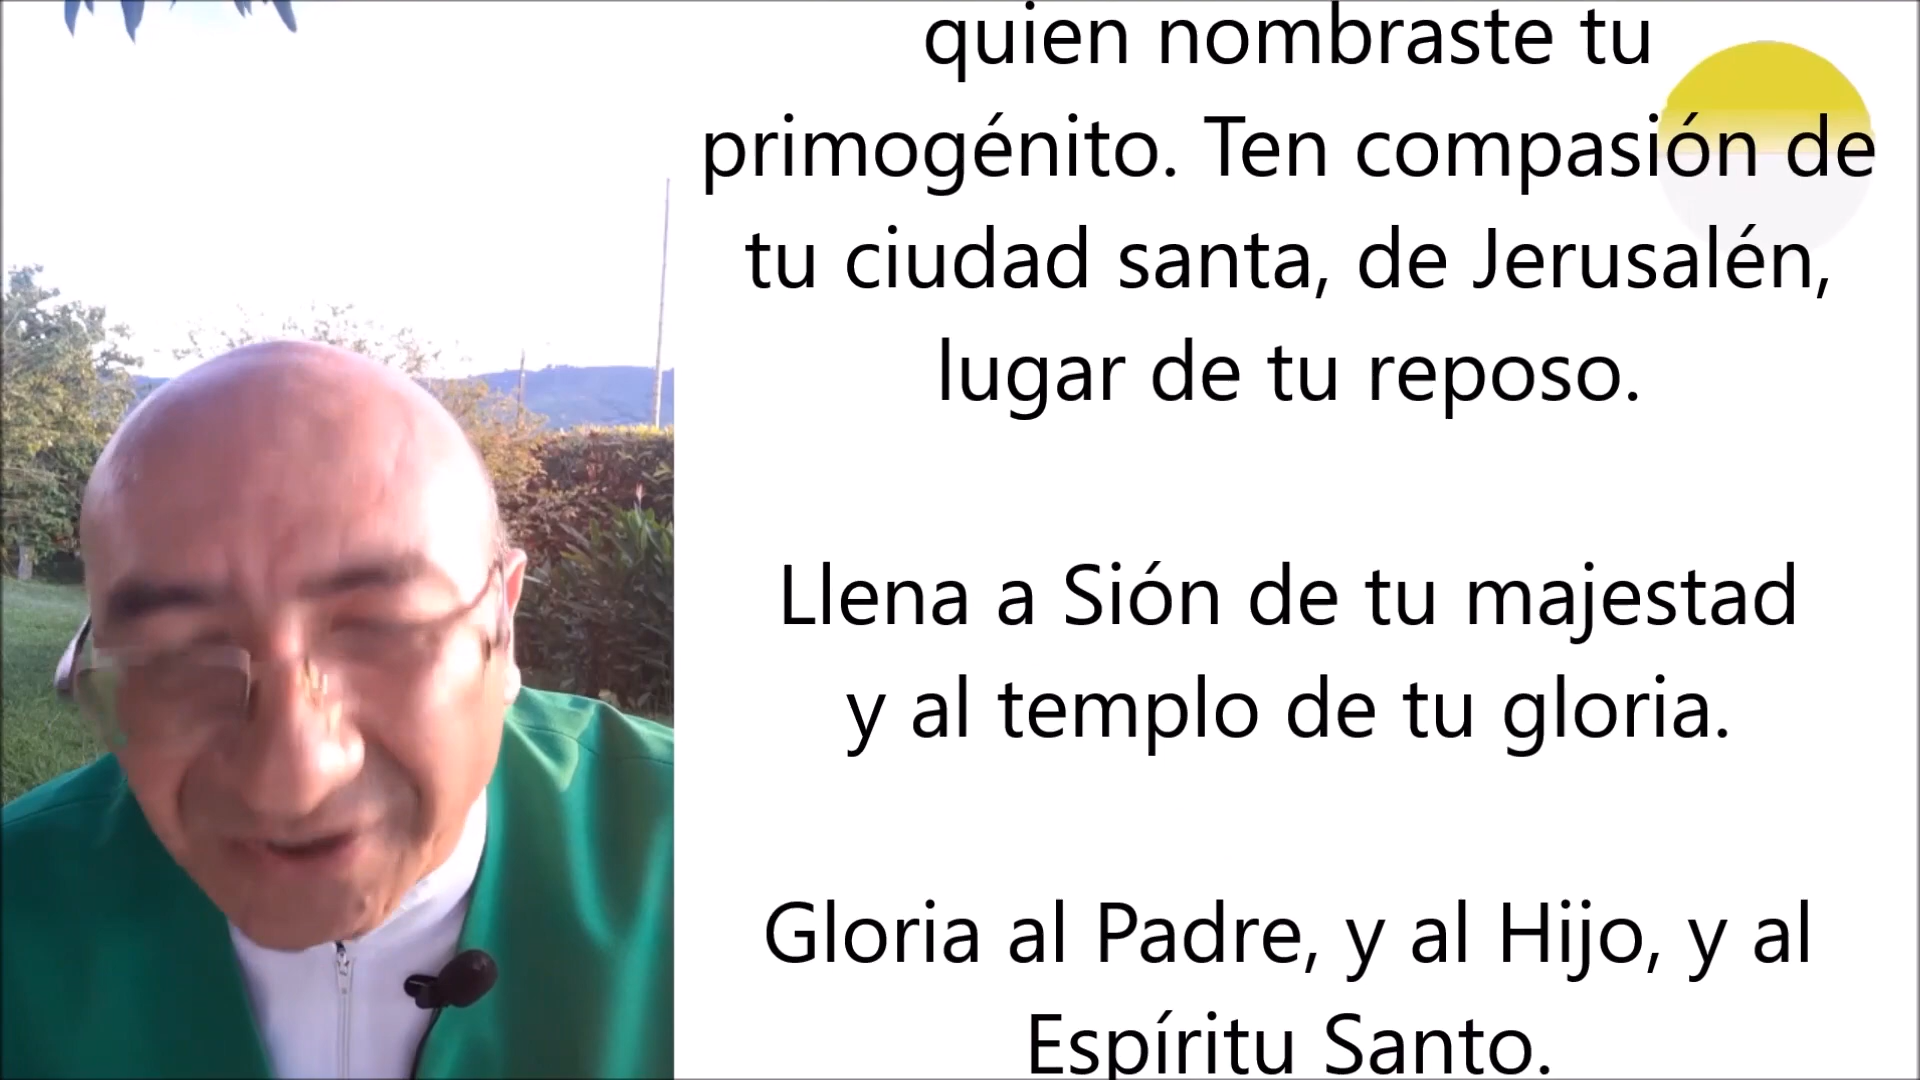 quien nombraste tu
primogénito. Ten compasión de
tu ciudad santa, de Jerusalén,
lugar de tu reposo.
Llena a Sión de tu majestad
y al templo de tu gloria.
Gloria al Padre, y al Hijo, y al
Espíritu Santo.